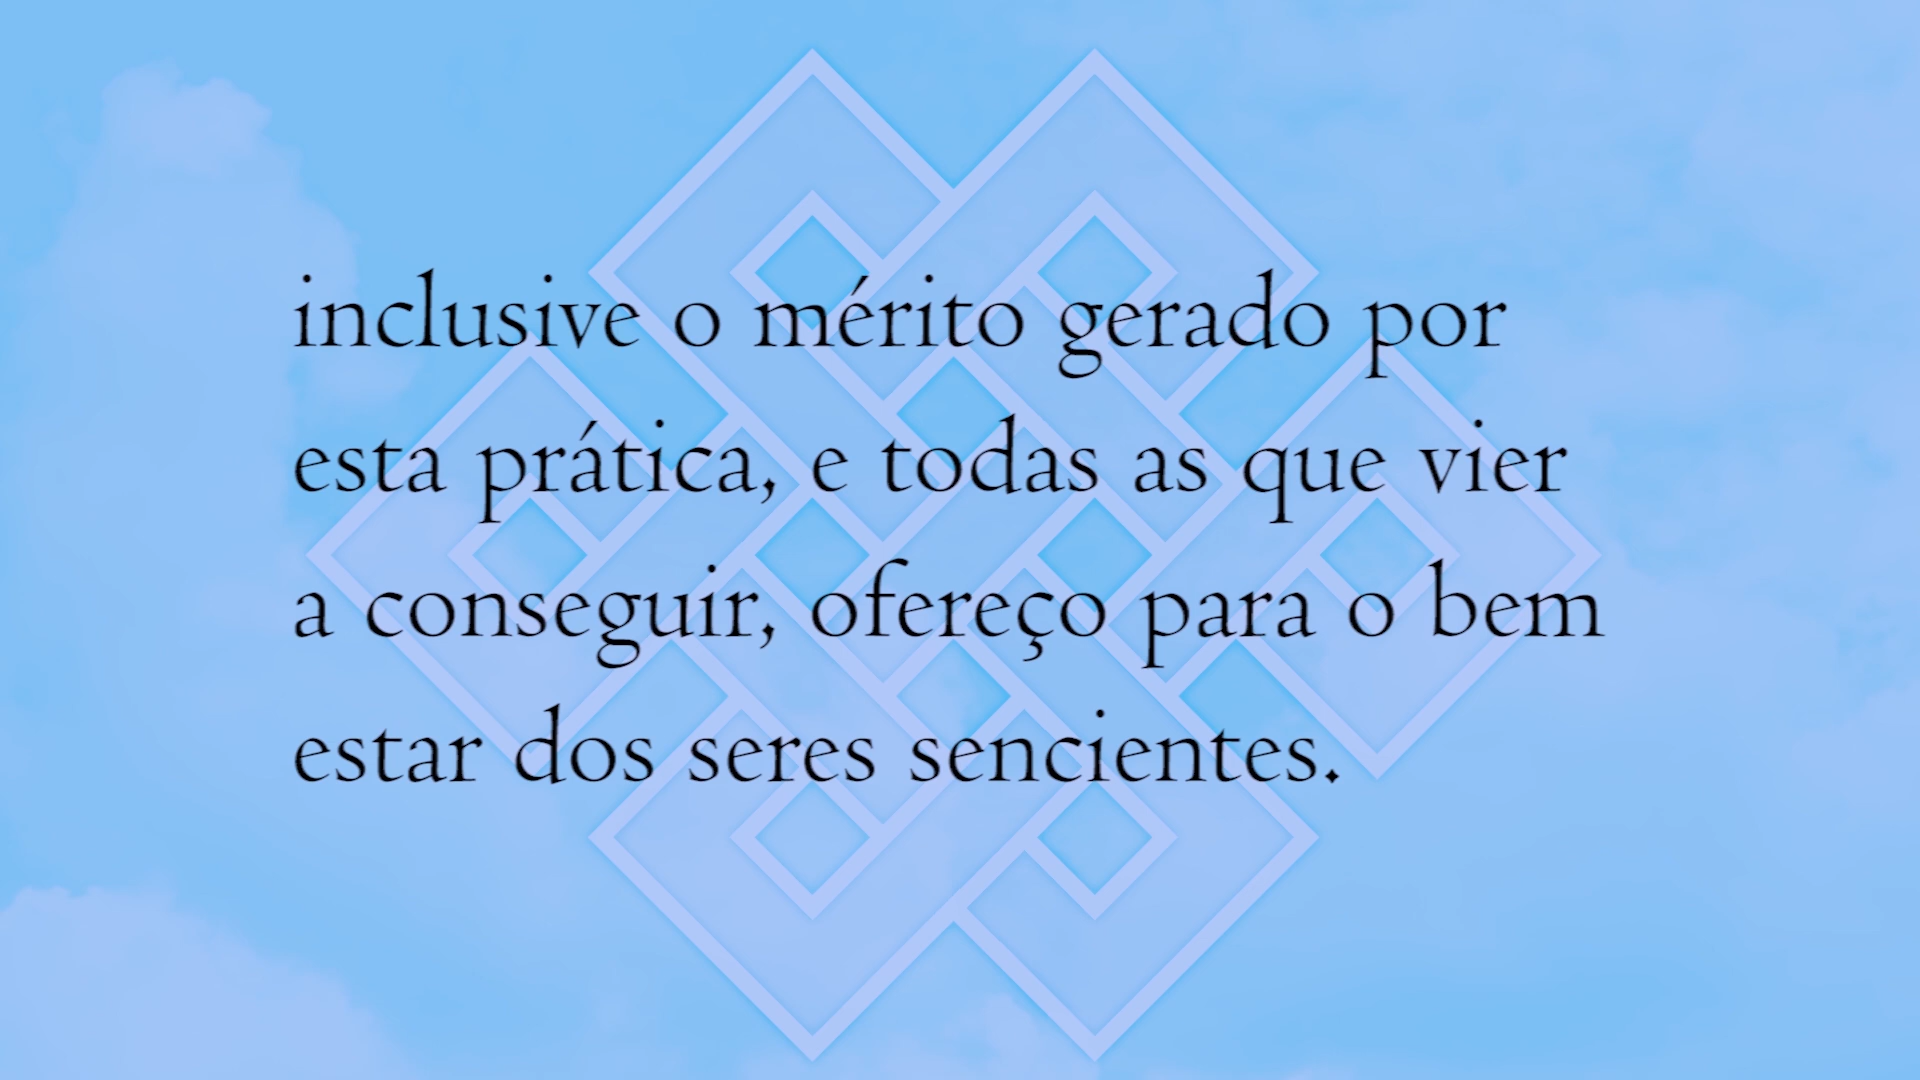 inclusive o mérito gerado por
esta prática, e todas as que vier
a conseguir, ofereço para o bem
estar dos seres sencientes.